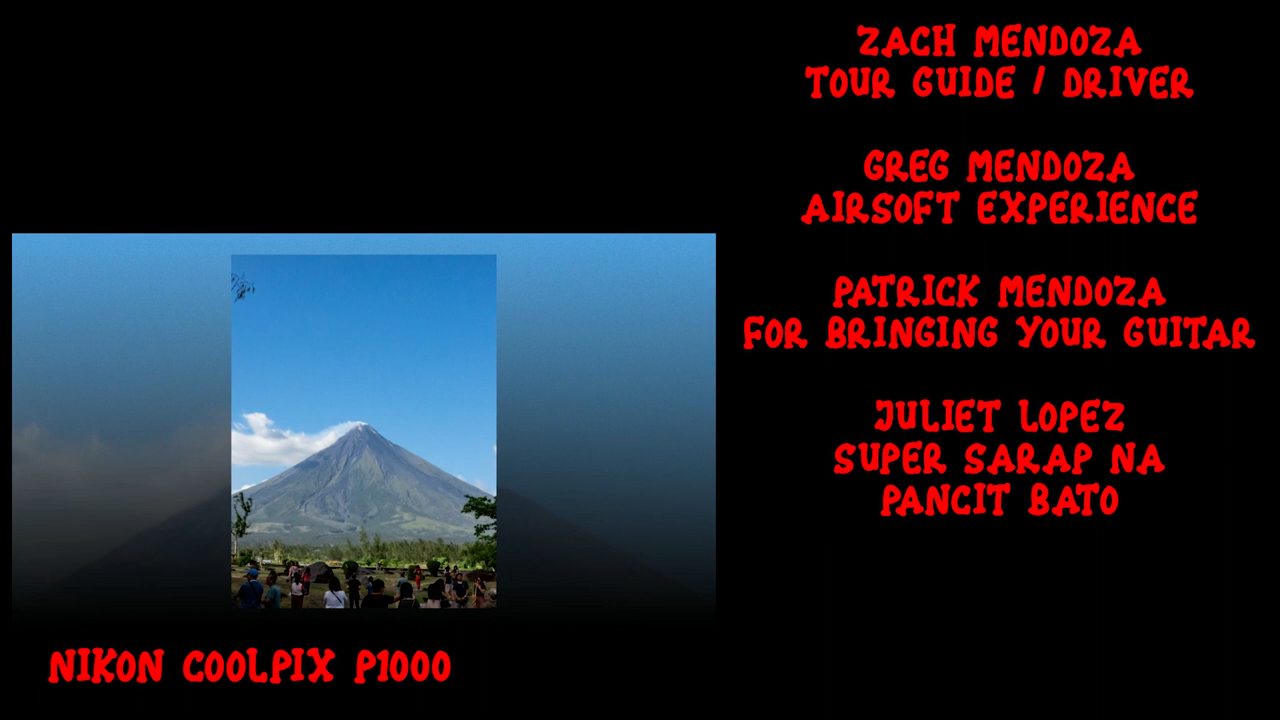 ZACH MENDOZA
TOUR GUIDE / DRIVER
GREG MENDOZA
AIRSOFT EXPERIENCE
PATRICK MENDOZA
FOR BRINGING YOUR GUITAR
JULIET LOPEZ
SUPER SARAP NA
PANCIT BATO
NIKON COOLPIX P1000